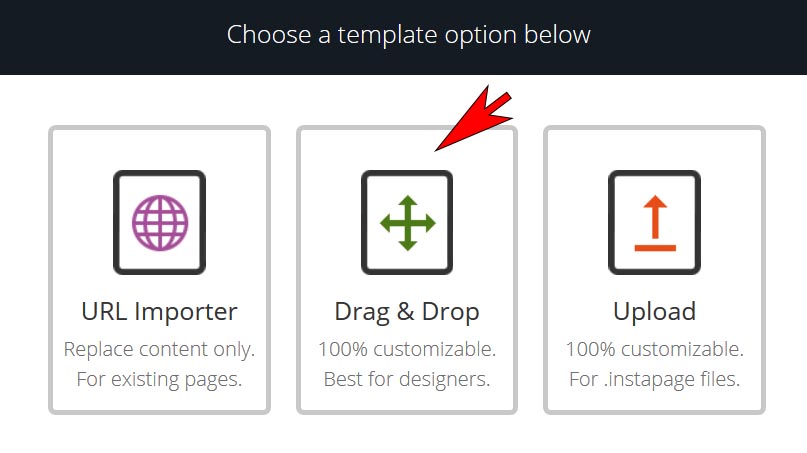 Choose a template option below
URL Importer
Replace content only.
For existing pages.
Drag & Drop
100% customizable.
Best for designers.
Upload
100% customizable.
For .instapage files.